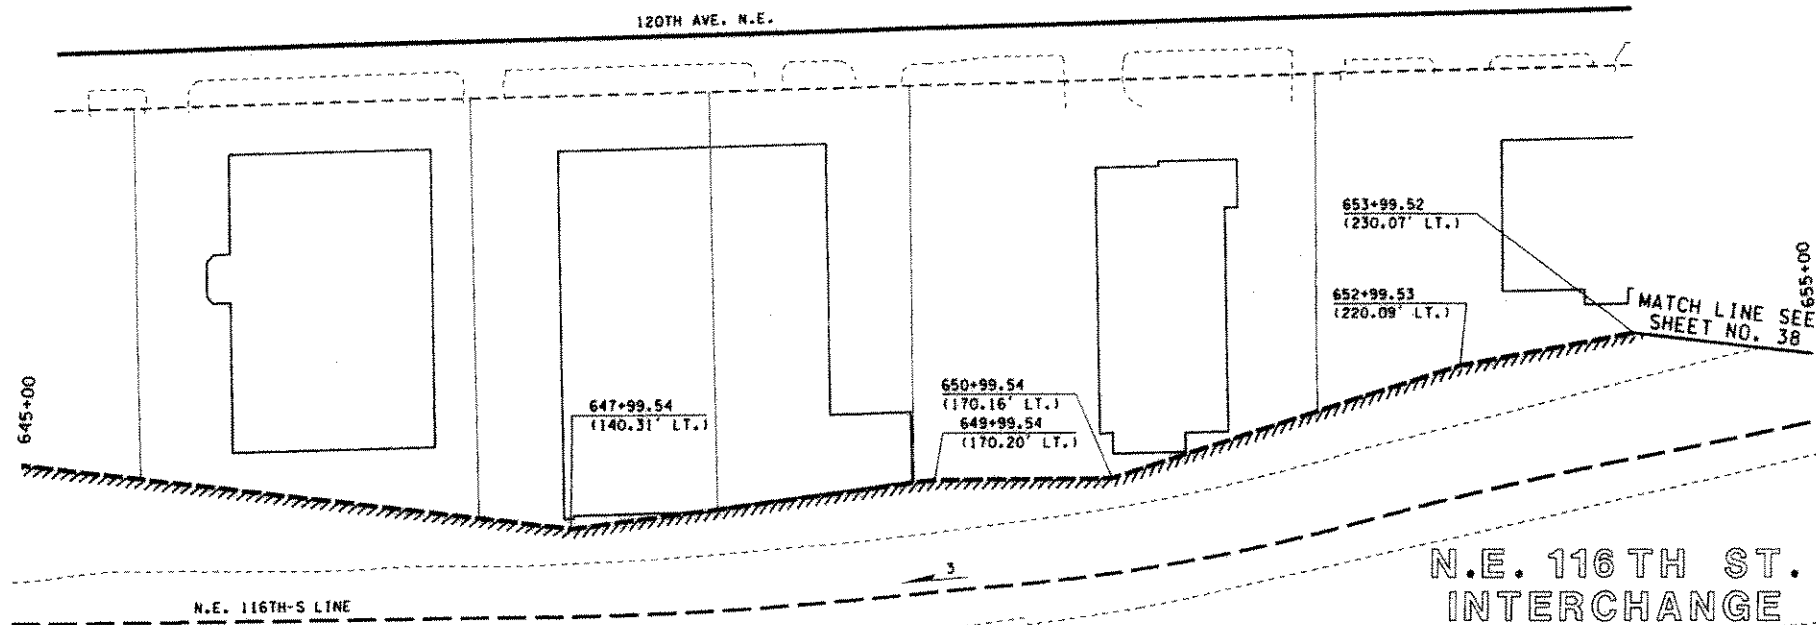 120TH AVE. N.E.
653+99.52
(230.07' LT.)
655+00
652+99.53
(220.09' LT.)
MATCH LINE SEE
SHEET NO. 38
645+00
647+99.54
(140.31' LT.)
650+99.54
(170.16' LT.)
649+99.54
(170.20' LT.)
3
N.E. 116TH-S LINE
N.E. 116TH ST.
INTERCHANGE